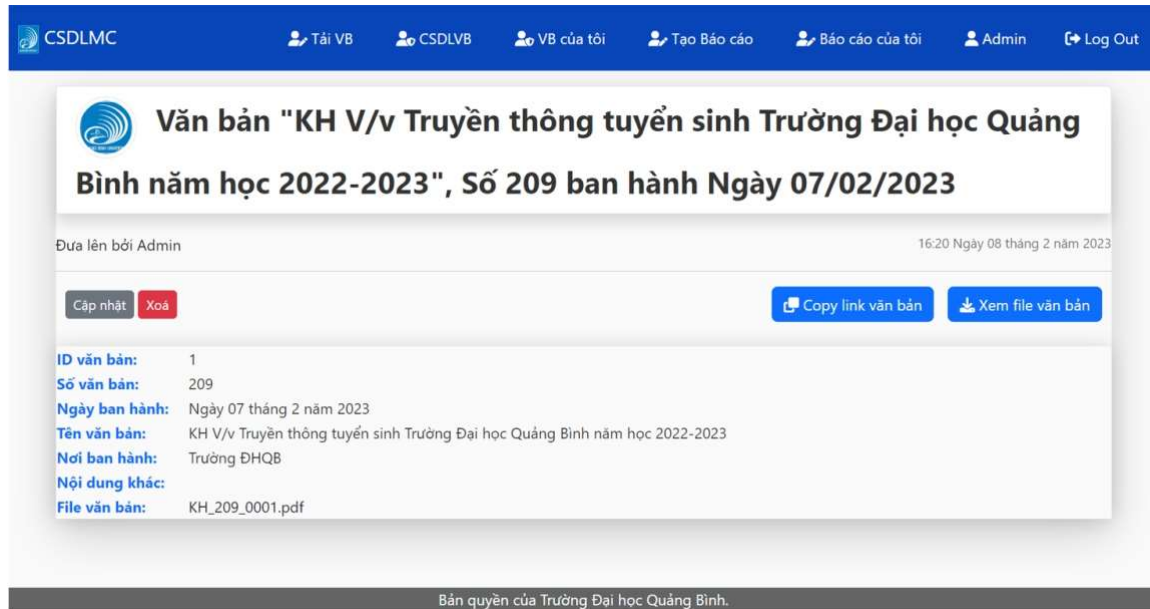 CSDLMC Tải VB CSDLVB VB của tôi Tạo Báo cáo Báo cáo của tôi Admin Log Out
Văn bản "KH V/v Truyền thông tuyển sinh Trường Đại học Quảng
Bình năm học 2022-2023", Số 209 ban hành Ngày 07/02/2023
Đưa lên bởi Admin 16:20 Ngày 08 tháng 2 năm 2023
Cập nhật Xoá Copy link văn bản Xem file văn bản
ID văn bản: 1
Số văn bản: 209
Ngày ban hành: Ngày 07 tháng 2 năm 2023
Tên văn bản: KH V/v Truyền thông tuyển sinh Trường Đại học Quảng Bình năm học 2022-2023
Nơi ban hành: Trường ĐHQB
Nội dung khác:
File văn bản: KH_209_0001.pdf
Bản quyền của Trường Đại học Quảng Bình.